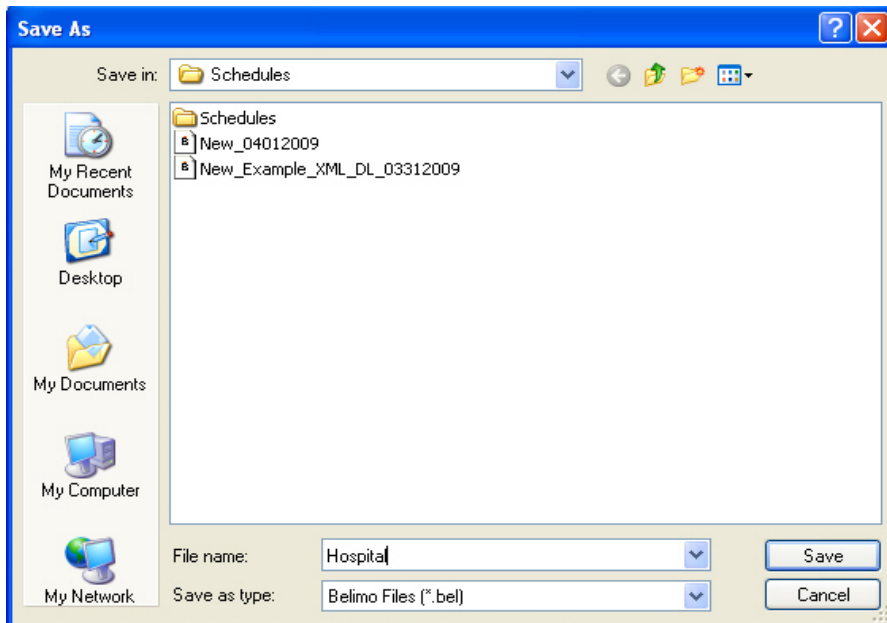 Save As
Save in: Schedules
Schedules
New_04012009
New_Example_XML_DL_03312009
My Recent
Documents
Desktop
My Documents
My Computer
My Network
File name: Hospital
Save
Save as type: Belimo Files (*.bel)
Cancel